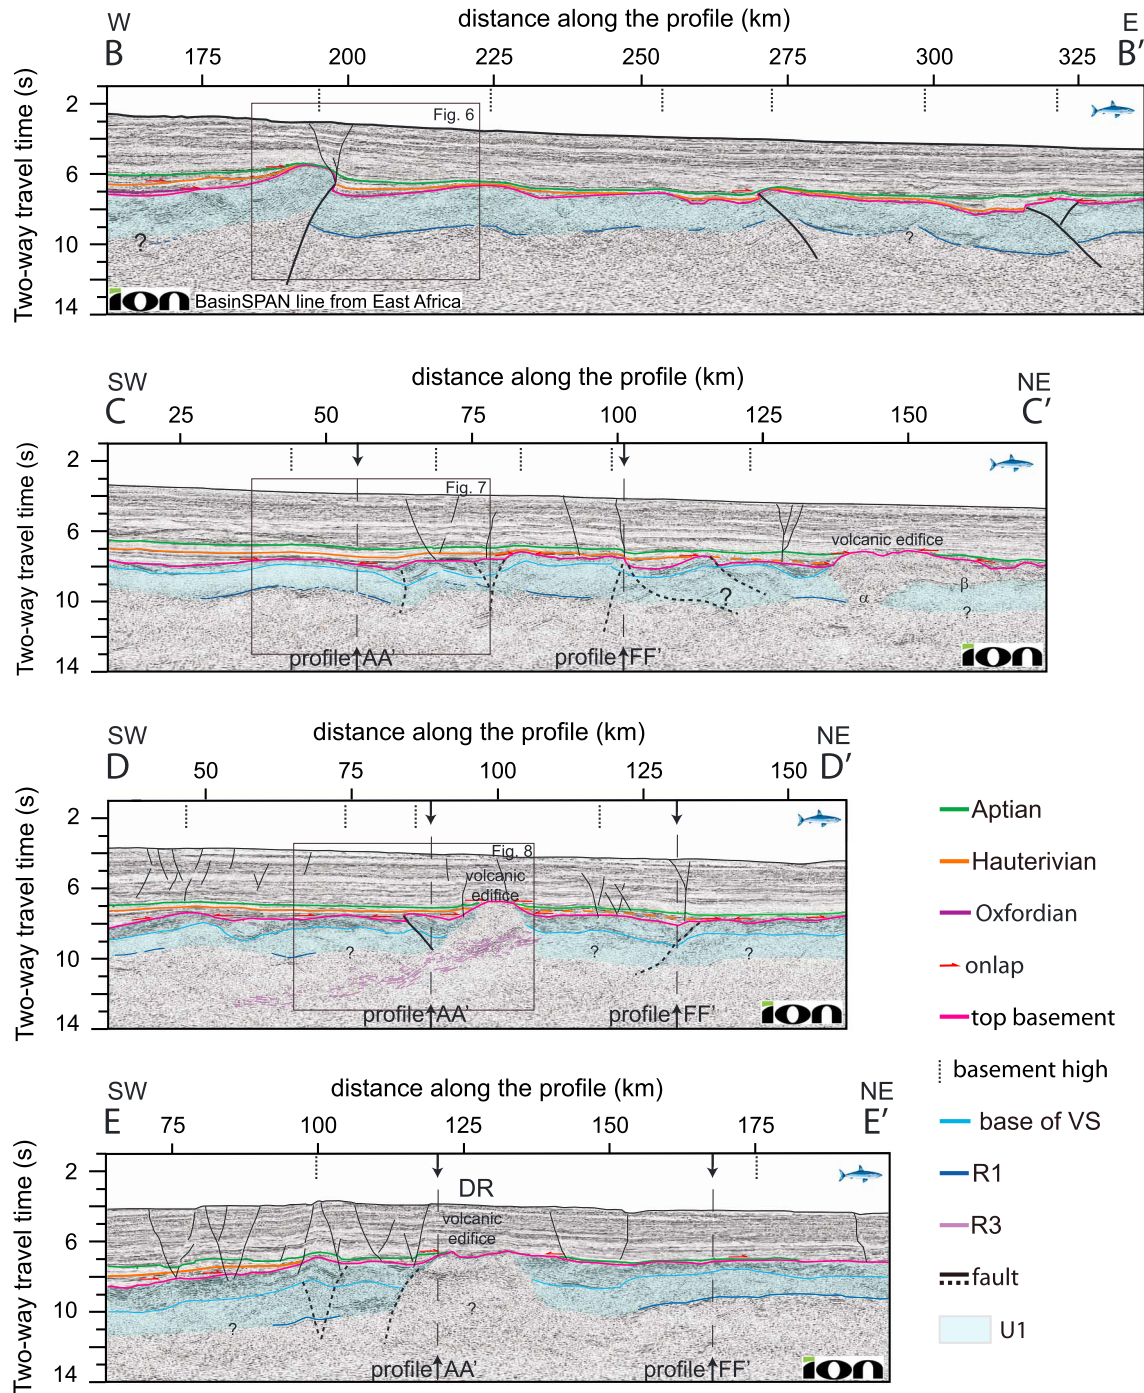 distance along the profile (km)
W
B
E
B′
175 200 225 250 275 300 325
Two-way travel time (s)
2
6
10
14
Fig. 6
?
?
ion BasinSPAN line from East Africa
distance along the profile (km)
SW
C
NE
C′
25 50 75 100 125 150
Two-way travel time (s)
2
6
10
14
Fig. 7
volcanic edifice
?
α
β
?
profile AA′
profile FF′
ion
distance along the profile (km)
SW
D
NE
D′
50 75 100 125 150
Two-way travel time (s)
2
6
10
14
Fig. 8
volcanic
edifice
?
?
?
profile AA′
profile FF′
ion
Aptian
Hauterivian
Oxfordian
onlap
top basement
basement high
base of VS
R1
R3
fault
U1
distance along the profile (km)
SW
E
NE
E′
75 100 125 150 175
Two-way travel time (s)
2
6
10
14
DR
volcanic
edifice
?
?
profile AA′
profile FF′
ion